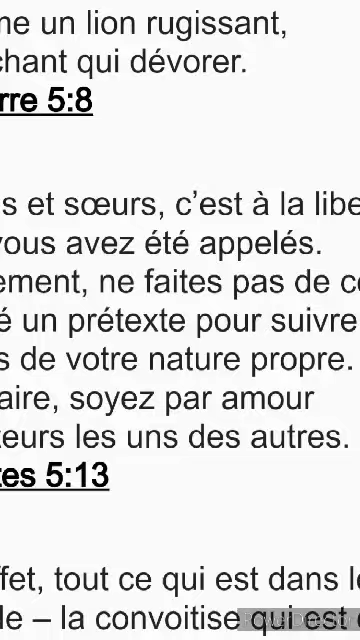 me un lion rugissant,
chant qui dévorer.
rre 5:8
s et sœurs, c’est à la libe
vous avez été appelés.
ement, ne faites pas de c
é un prétexte pour suivre
s de votre nature propre.
aire, soyez par amour
teurs les uns des autres.
tes 5:13
ffet, tout ce qui est dans l
de – la convoitise qui est